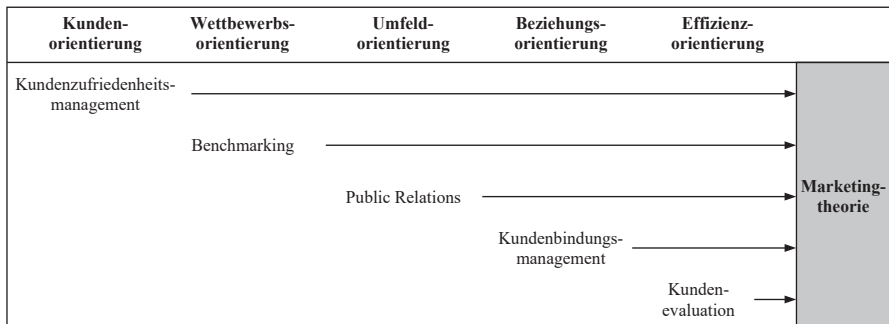 Kunden-
orientierung
Wettbewerbs-
orientierung
Umfeld-
orientierung
Beziehungs-
orientierung
Effizienz-
orientierung
Kundenzufriedenheits-
management
Benchmarking
Public Relations
Marketing-
theorie
Kundenbindungs-
management
Kunden-
evaluation